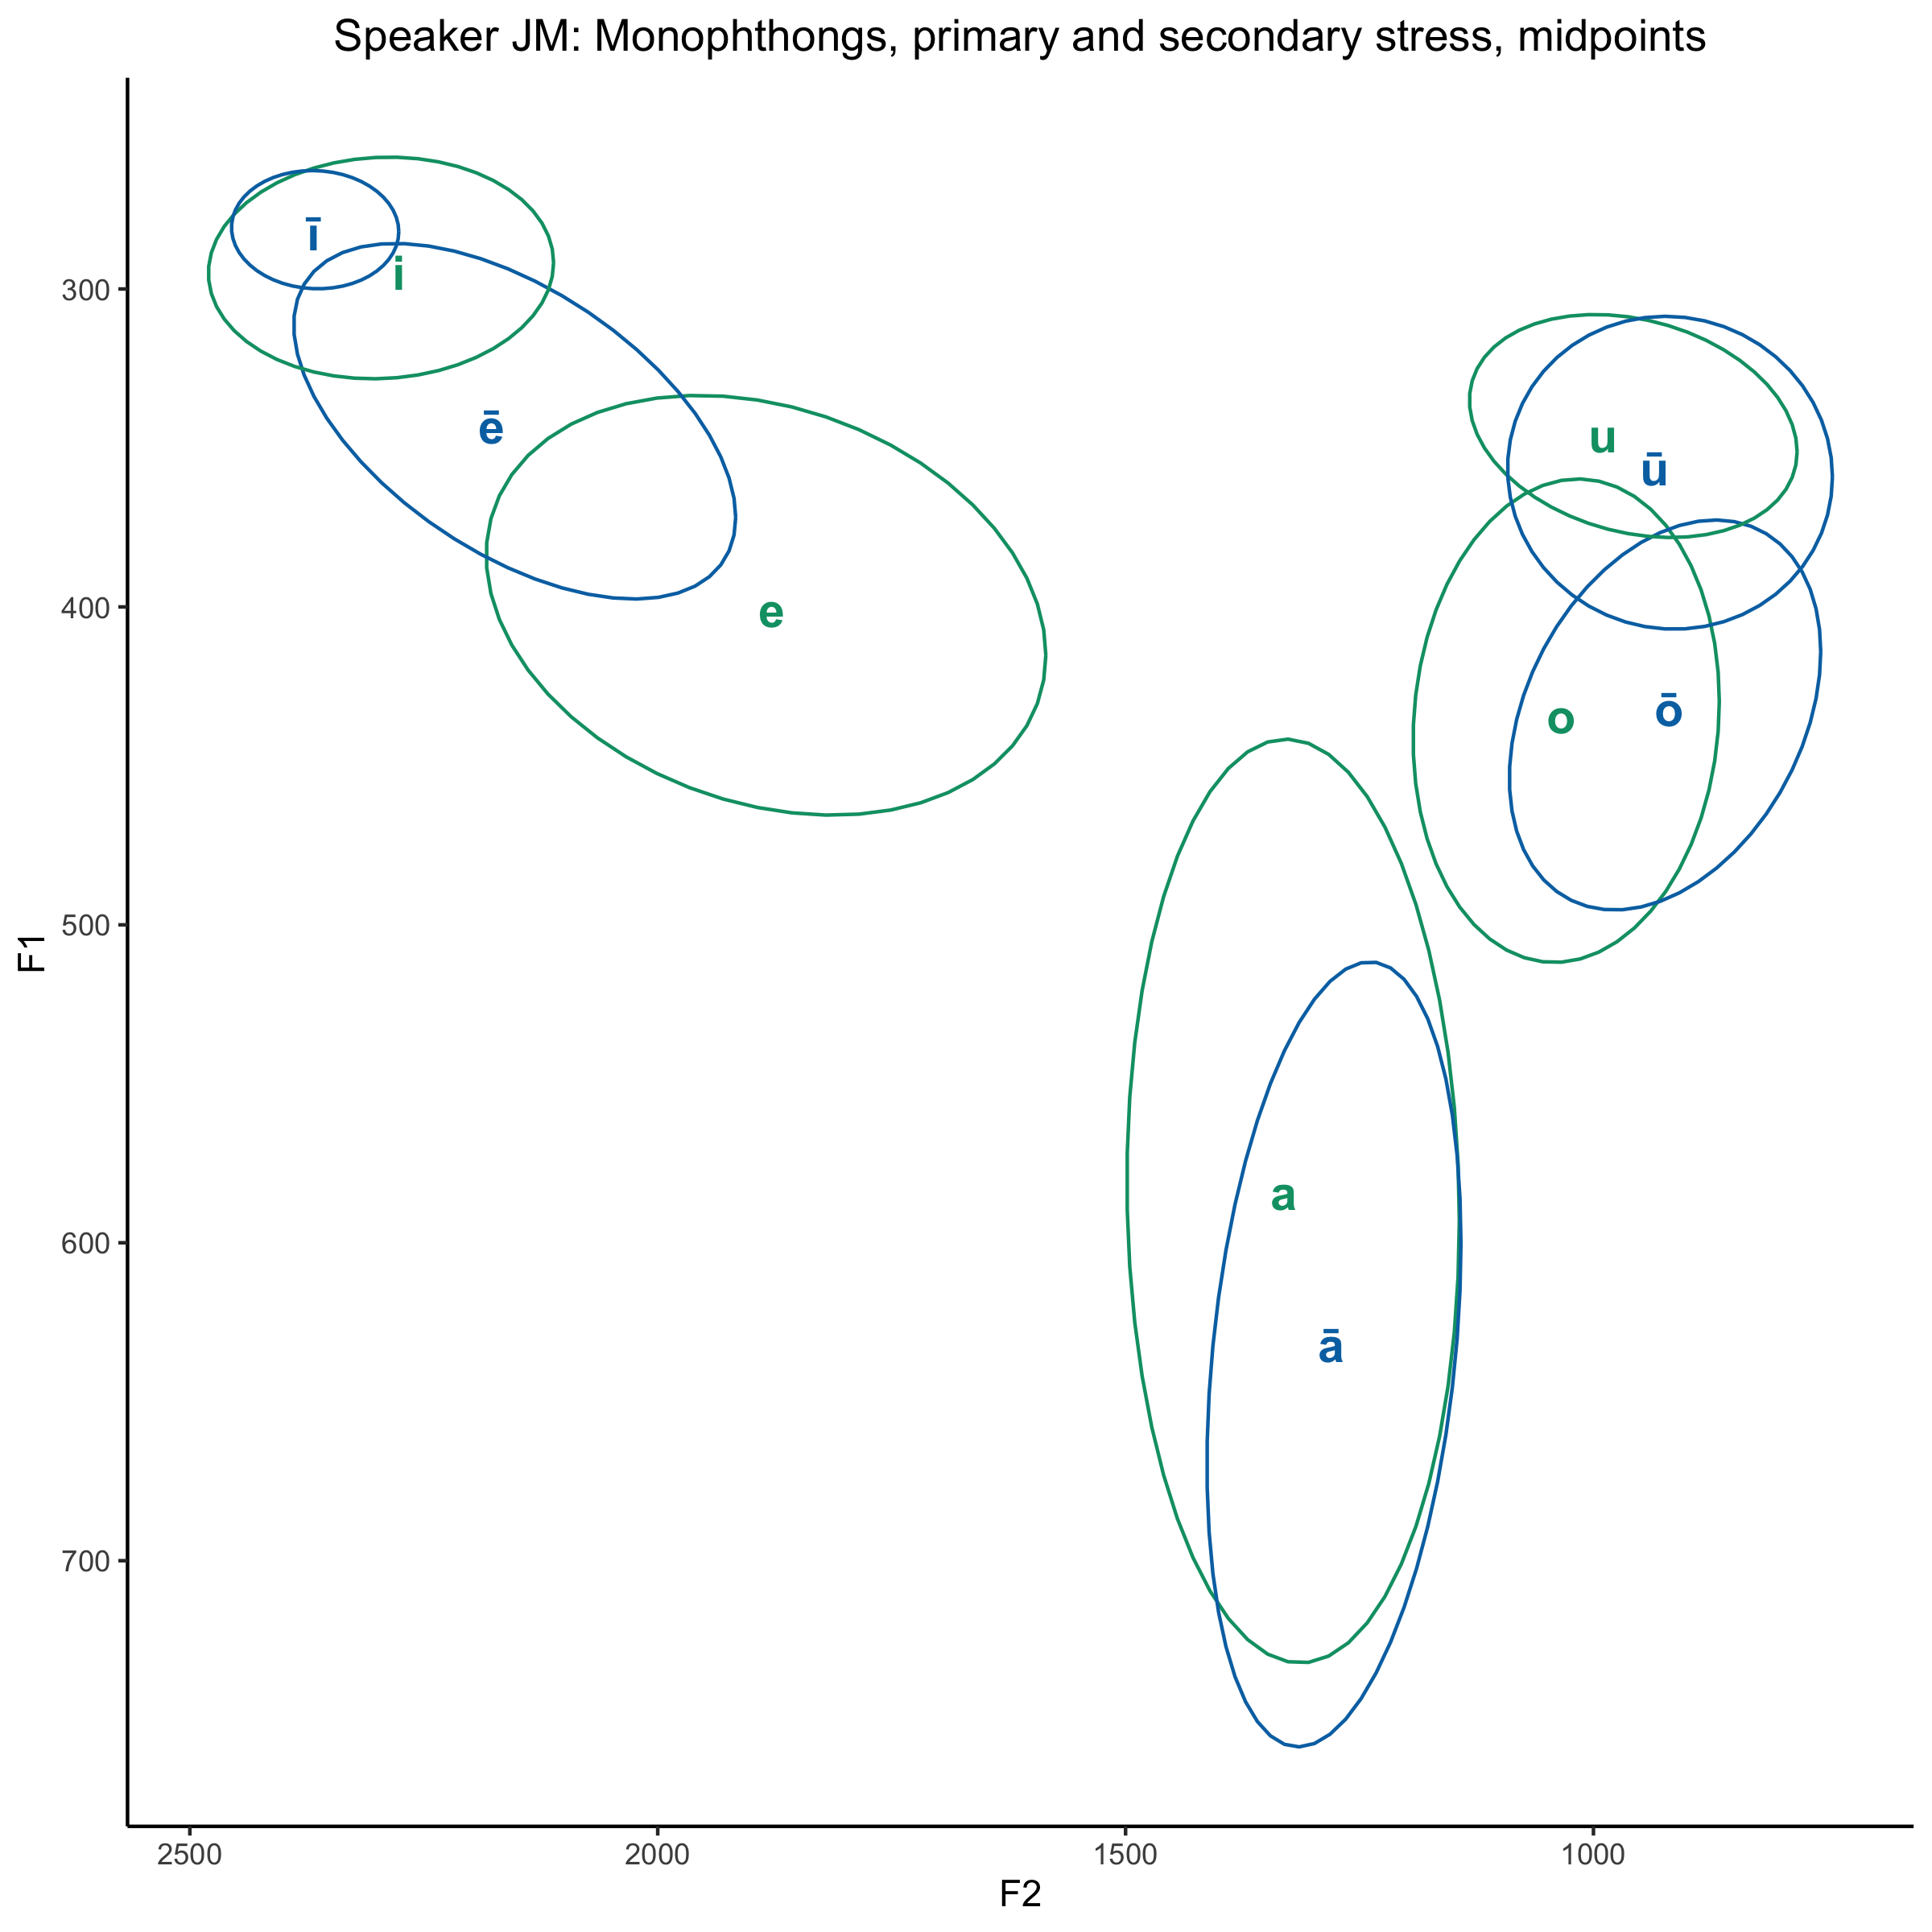 Speaker JM: Monophthongs, primary and secondary stress, midpoints
ī
i
300
ē
u
ū
400
e
o
ō
500
F1
a
600
ā
700
2500
2000
1500
1000
F2